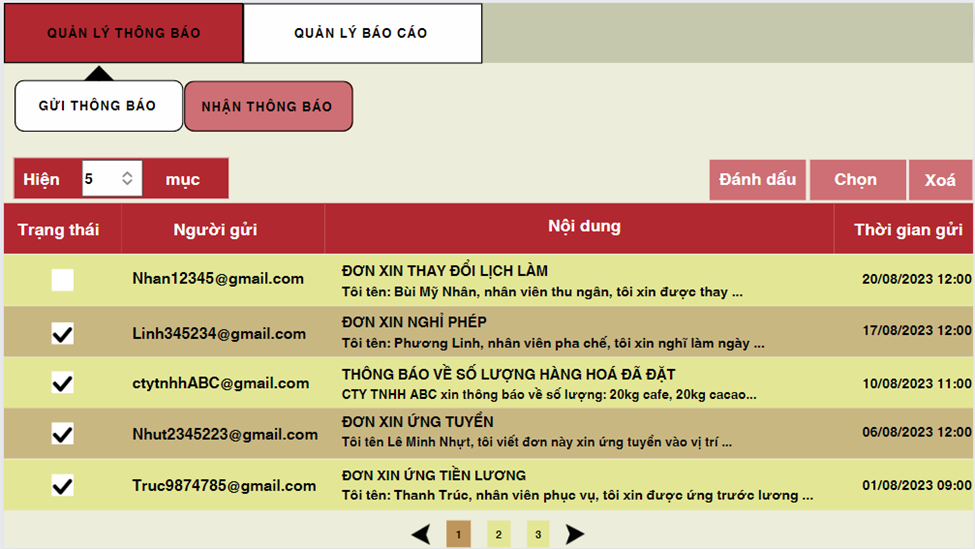 QUẢN LÝ THÔNG BÁO
QUẢN LÝ BÁO CÁO
GỬI THÔNG BÁO
NHẬN THÔNG BÁO
Hiện 5 mục
Đánh dấu Chọn Xoá
Trạng thái Người gửi Nội dung Thời gian gửi
Nhan12345@gmail.com
ĐƠN XIN THAY ĐỔI LỊCH LÀM
Tôi tên: Bùi Mỹ Nhân, nhân viên thu ngân, tôi xin được thay ...
20/08/2023 12:00
Linh345234@gmail.com
ĐƠN XIN NGHỈ PHÉP
Tôi tên: Phương Linh, nhân viên pha chế, tôi xin nghĩ làm ngày ...
17/08/2023 12:00
ctytnhhABC@gmail.com
THÔNG BÁO VỀ SỐ LƯỢNG HÀNG HOÁ ĐÃ ĐẶT
CTY TNHH ABC xin thông báo về số lượng: 20kg cafe, 20kg cacao...
10/08/2023 11:00
Nhut2345223@gmail.com
ĐƠN XIN ỨNG TUYỂN
Tôi tên Lê Minh Nhựt, tôi viết đơn này xin ứng tuyển vào vị trí ...
06/08/2023 12:00
Truc9874785@gmail.com
ĐƠN XIN ỨNG TIỀN LƯƠNG
Tôi tên: Thanh Trúc, nhân viên phục vụ, tôi xin được ứng trước lương ...
01/08/2023 09:00
1 2 3